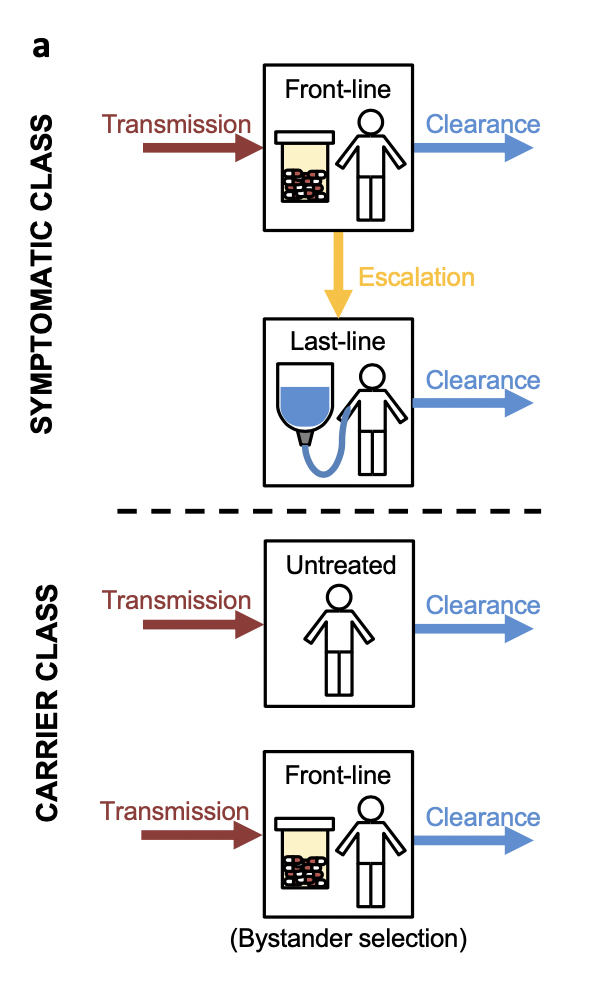 a
SYMPTOMATIC CLASS
Front-line
Transmission
Clearance
Escalation
Last-line
Clearance
CARRIER CLASS
Untreated
Transmission
Clearance
Front-line
Transmission
Clearance
(Bystander selection)